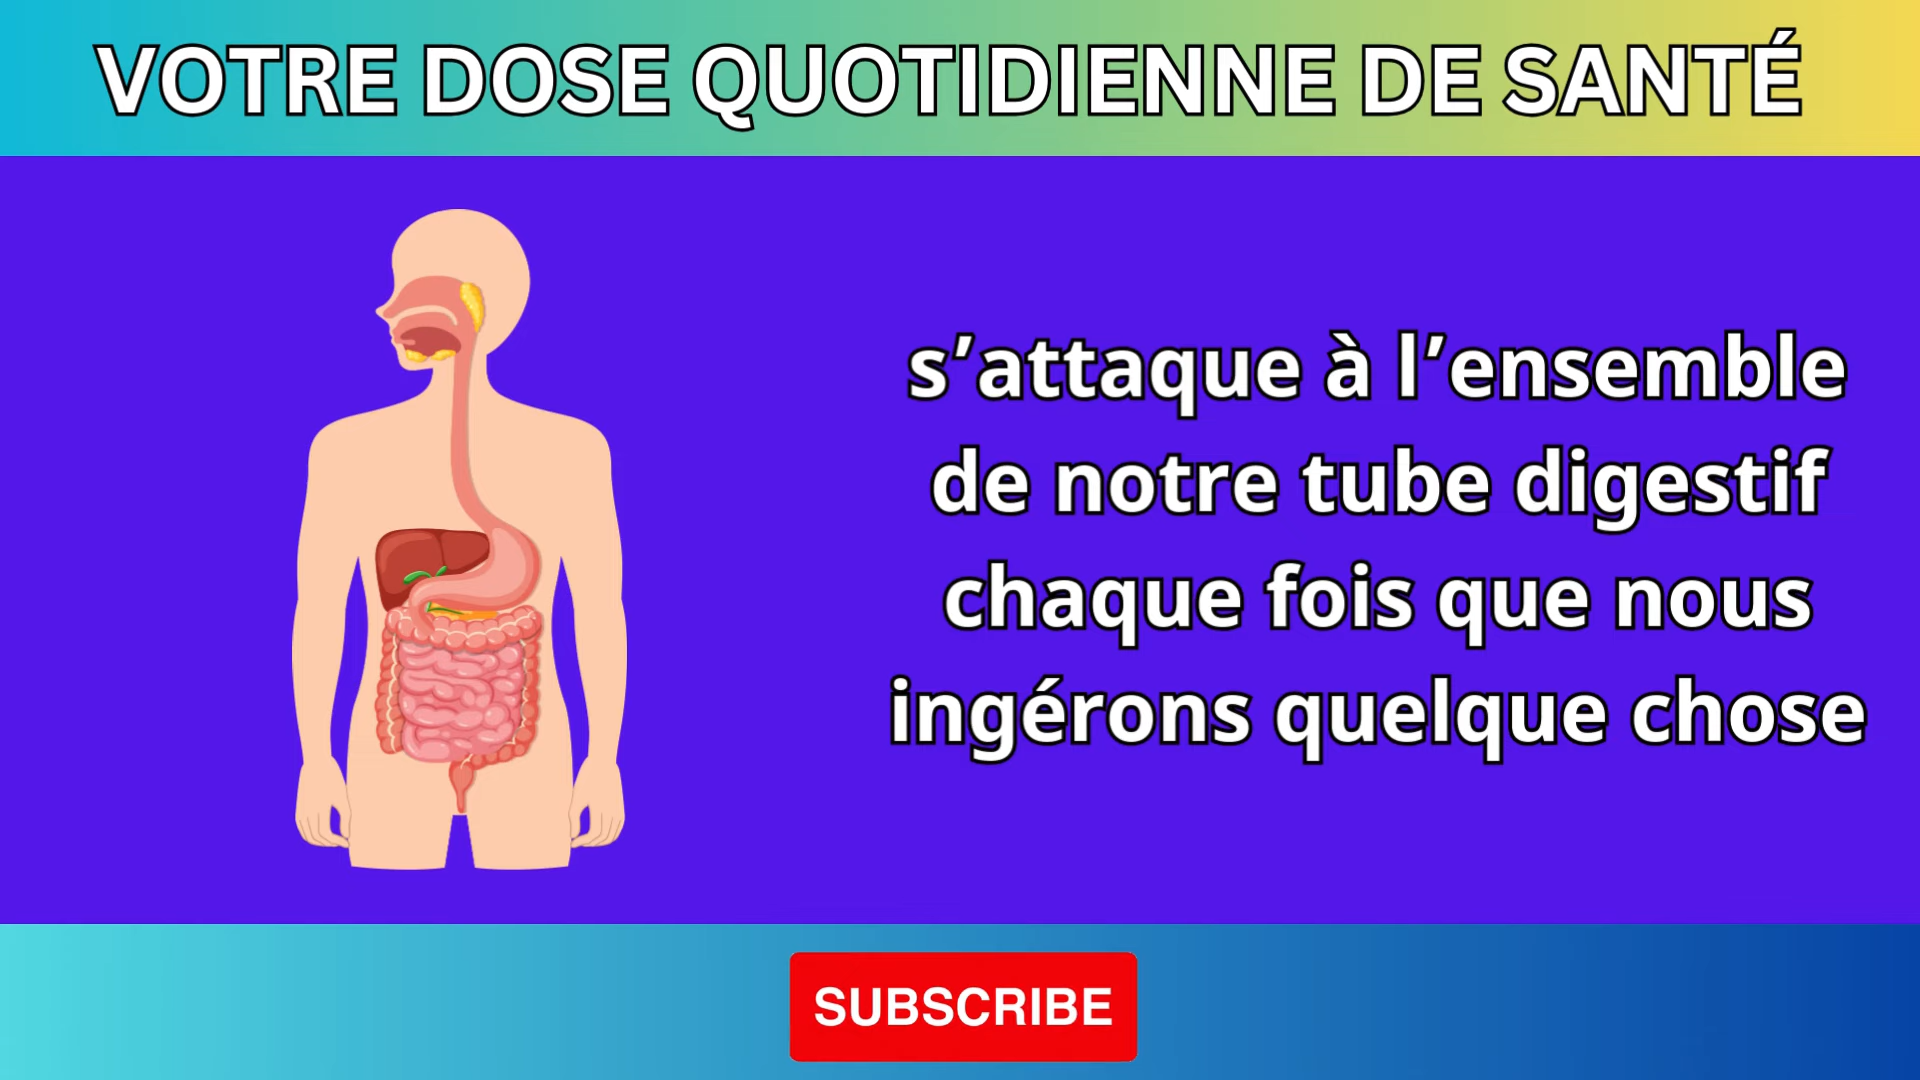 VOTRE DOSE QUOTIDIENNE DE SANTÉ
s’attaque à l’ensemble
de notre tube digestif
chaque fois que nous
ingérons quelque chose
SUBSCRIBE